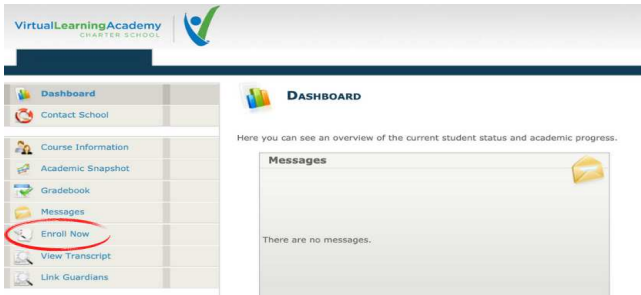 VirtualLearningAcademy
CHARTER SCHOOL
Dashboard
Contact School
Course Information
Academic Snapshot
Gradebook
Messages
Enroll Now
View Transcript
Link Guardians
DASHBOARD
Here you can see an overview of the current student status and academic progress.
Messages
There are no messages.